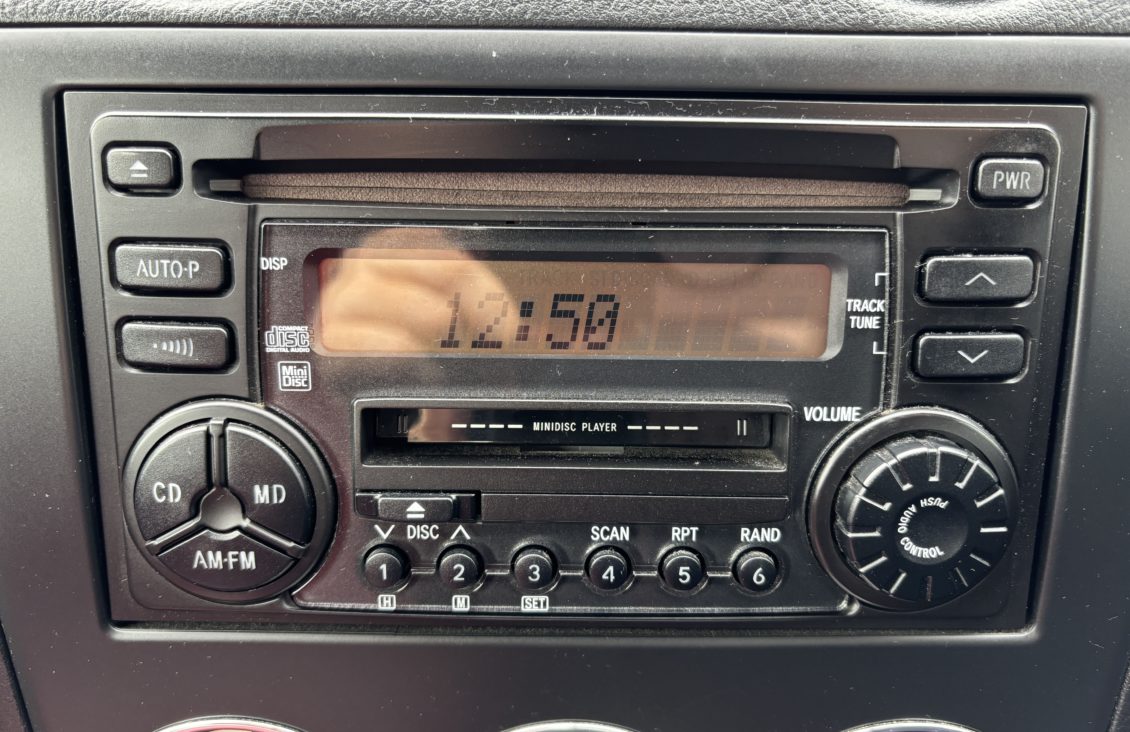 PWR
AUTO·P
DISP
12:50
TRACK
TUNE
COMPACT
disc
DIGITAL AUDIO
Mini
Disc
VOLUME
MINIDISC PLAYER
CD
MD
AM·FM
PUSH AUDIO
CONTROL
DISC
SCAN
RPT
RAND
1
2
3
4
5
6
H
M
SET